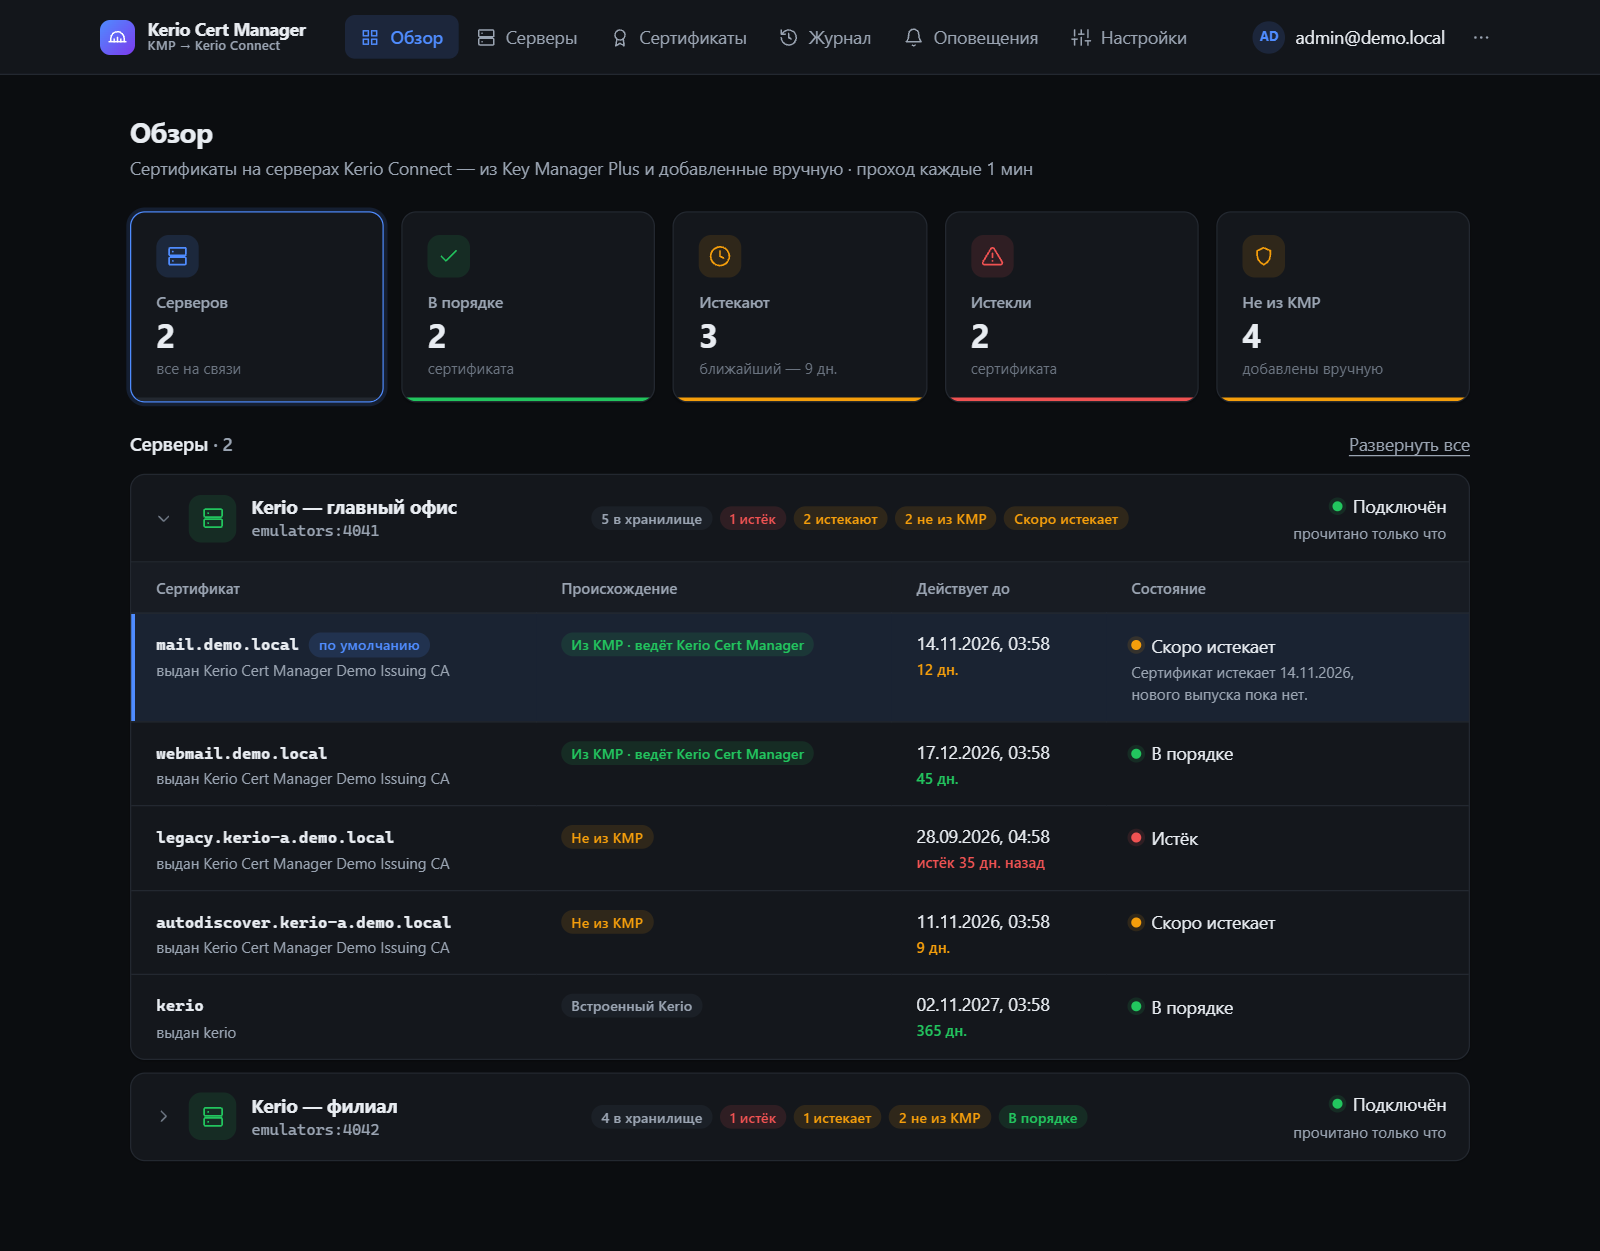 Kerio Cert Manager
KMP → Kerio Connect
Обзор
Серверы
Сертификаты
Журнал
Оповещения
Настройки
AD
admin@demo.local
···
Обзор
Сертификаты на серверах Kerio Connect — из Key Manager Plus и добавленные вручную · проход каждые 1 мин
Серверов
2
все на связи
В порядке
2
сертификата
Истекают
3
ближайший — 9 дн.
Истекли
2
сертификата
Не из KMP
4
добавлены вручную
Серверы · 2
Развернуть все
Kerio — главный офис
emulators:4041
5 в хранилище
1 истёк
2 истекают
2 не из KMP
Скоро истекает
Подключён
прочитано только что
Сертификат
Происхождение
Действует до
Состояние
mail.demo.local
по умолчанию
выдан Kerio Cert Manager Demo Issuing CA
Из KMP · ведёт Kerio Cert Manager
14.11.2026, 03:58
12 дн.
Скоро истекает
Сертификат истекает 14.11.2026,
нового выпуска пока нет.
webmail.demo.local
выдан Kerio Cert Manager Demo Issuing CA
Из KMP · ведёт Kerio Cert Manager
17.12.2026, 03:58
45 дн.
В порядке
legacy.kerio-a.demo.local
выдан Kerio Cert Manager Demo Issuing CA
Не из KMP
28.09.2026, 04:58
истёк 35 дн. назад
Истёк
autodiscover.kerio-a.demo.local
выдан Kerio Cert Manager Demo Issuing CA
Не из KMP
11.11.2026, 03:58
9 дн.
Скоро истекает
kerio
выдан kerio
Встроенный Kerio
02.11.2027, 03:58
365 дн.
В порядке
Kerio — филиал
emulators:4042
4 в хранилище
1 истёк
1 истекает
2 не из KMP
В порядке
Подключён
прочитано только что